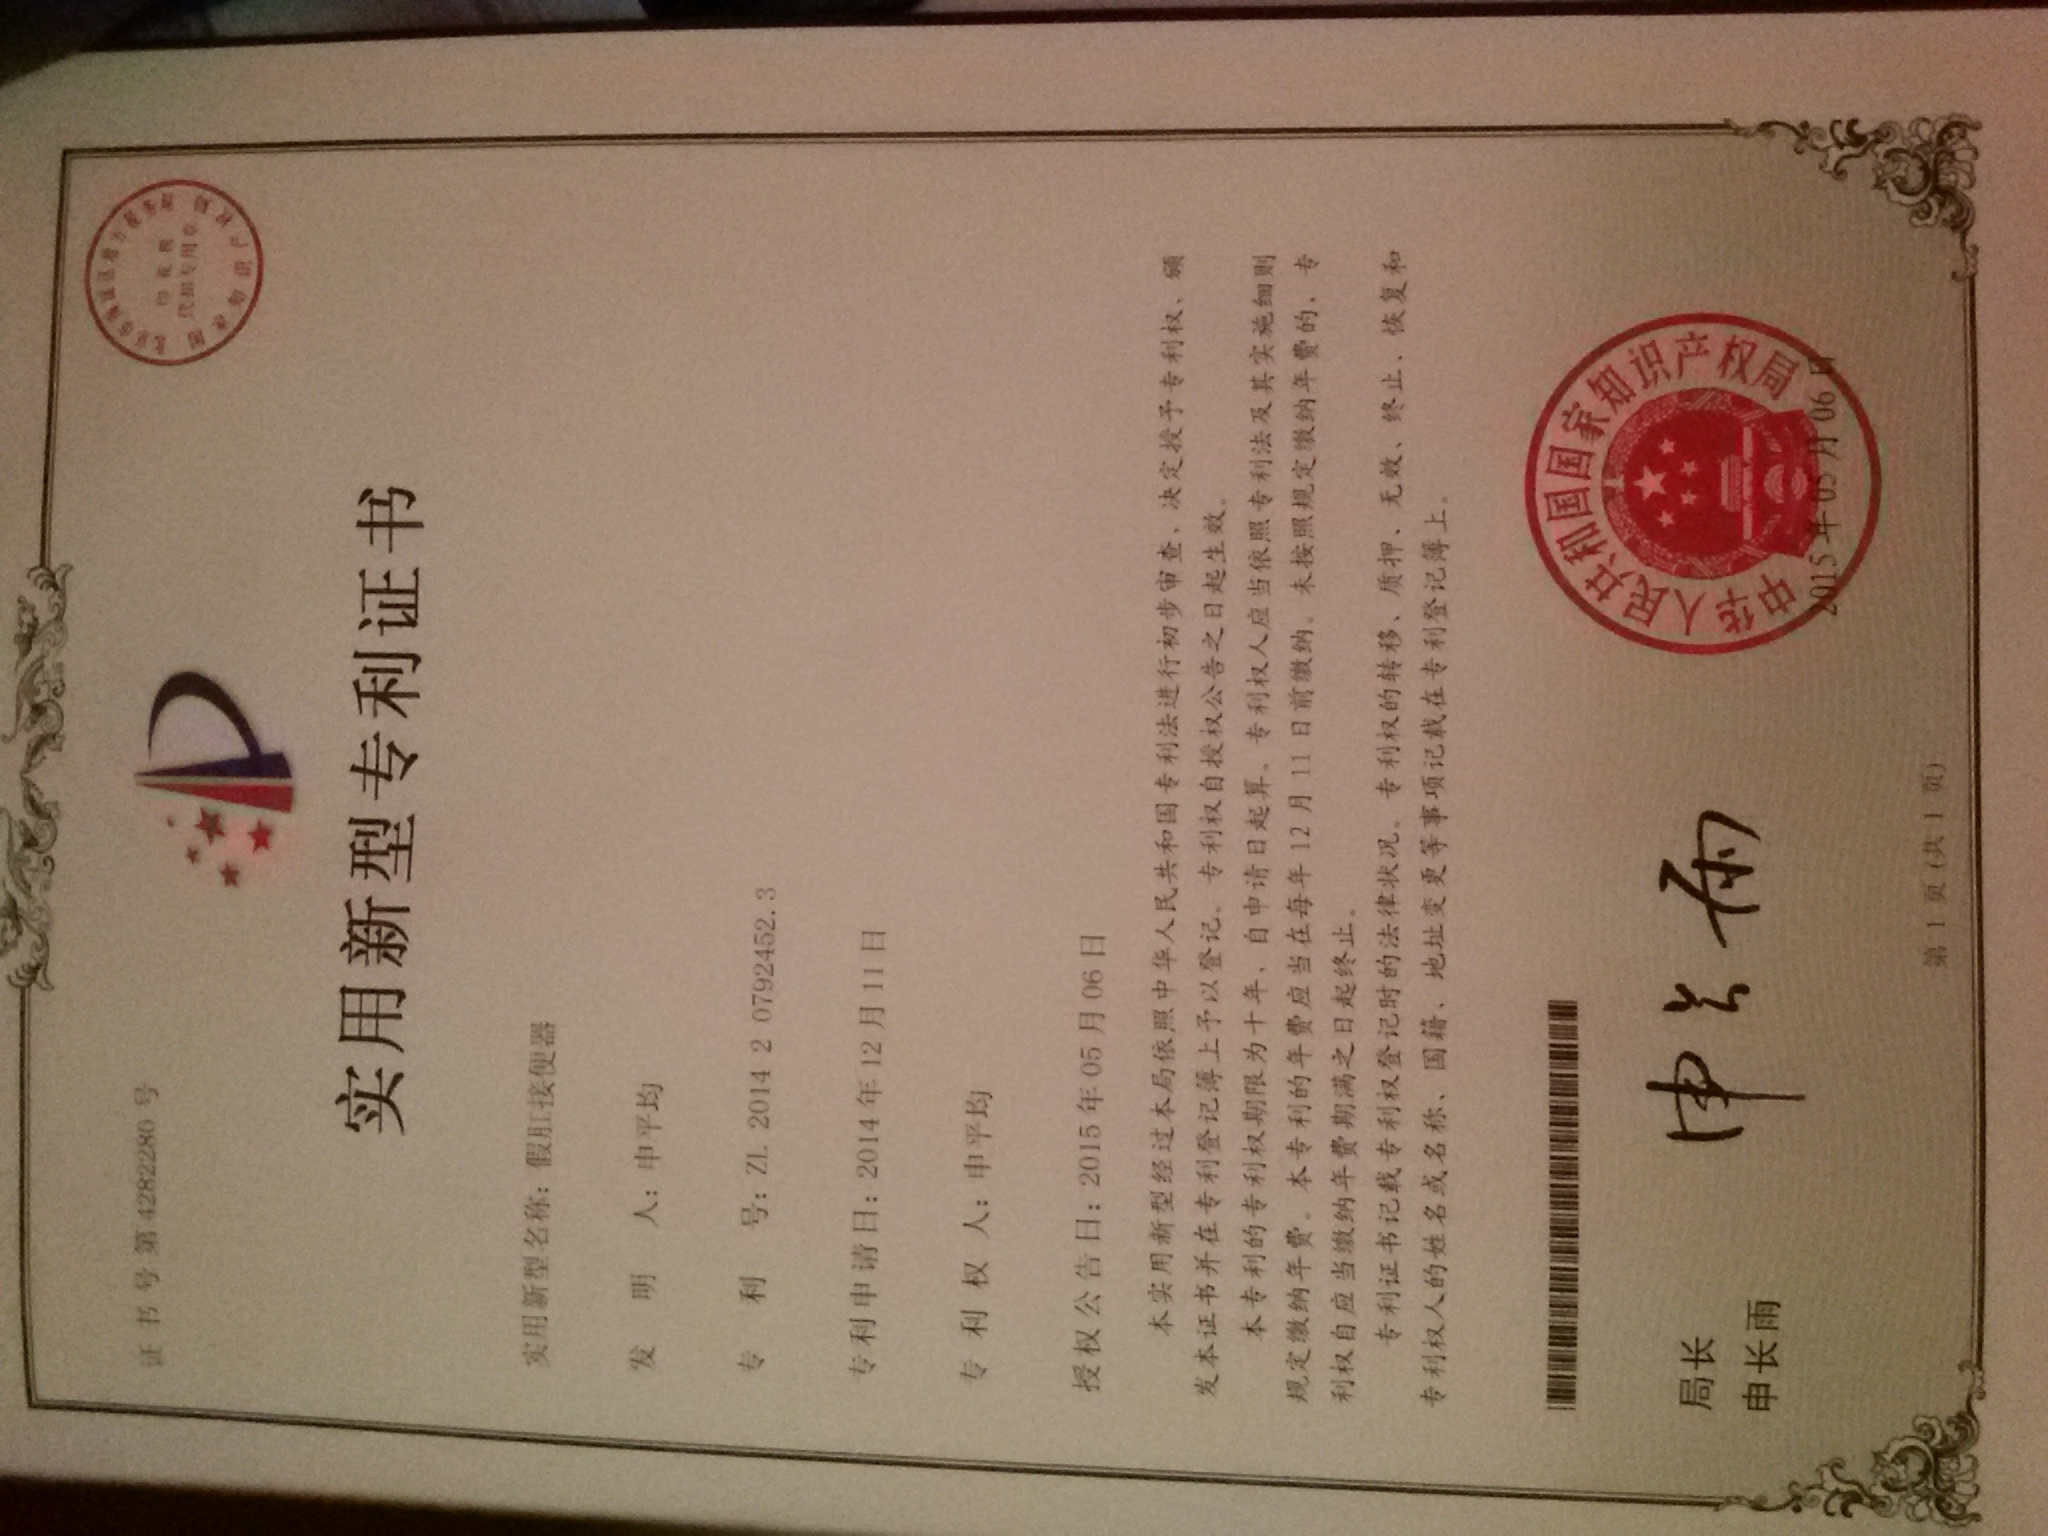 证书号第4282280号
实用新型专利证书
实用新型名称：假肛接便器
发明人：申平均
专利号：ZL 2014 2 0792452.3
专利申请日：2014年12月11日
专利权人：申平均
授权公告日：2015年05月06日
本实用新型经过本局依照中华人民共和国专利法进行初步审查，决定授予专利权，颁
发本证书并在专利登记簿上予以登记。专利权自授权公告之日起生效。
本专利的专利权期限为十年，自申请日起算。专利权人应当依照专利法及其实施细则
规定缴纳年费。本专利的年费应当在每年12月11日前缴纳。未按照规定缴纳年费的，专
利权自应当缴纳年费期满之日起终止。
专利证书记载专利权登记时的法律状况。专利权的转移、质押、无效、终止、恢复和
专利权人的姓名或名称、国籍、地址变更等事项记载在专利登记簿上。
局长
申长雨
申长雨
中华人民共和国国家知识产权局
2015年05月06日
第1页（共1页）